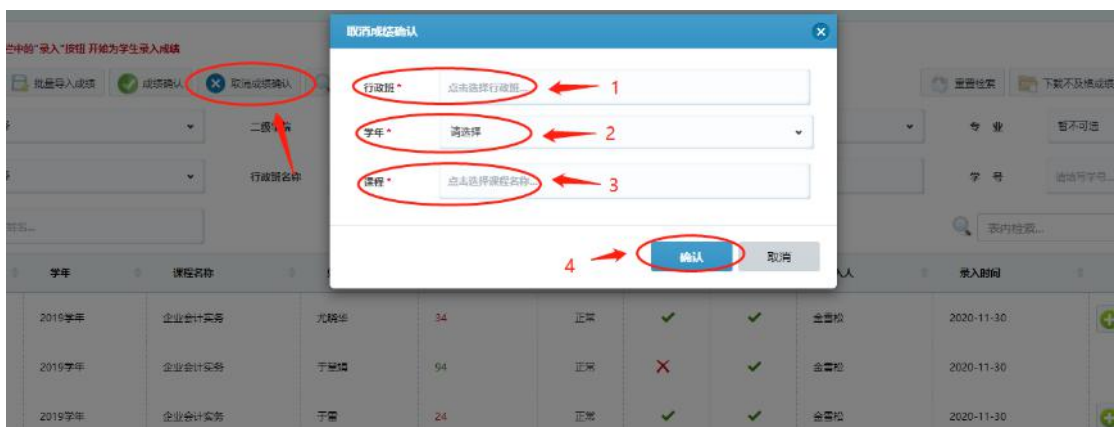 取消成绩确认
栏中的"录入"按钮 开始为学生录入成绩
批量导入成绩 成绩确认 取消成绩确认 重置检索 下载不及格成绩
行政班* 点击选择行政班... 1
二级学院 学年* 请选择 2 专 业 暂不可选
行政班名称 课程* 点击选择课程名称... 3 学 号 请填写学号...
表内检索...
4 确认 取消
学年 课程名称 人 录入时间
2019学年 企业会计实务 尤晓华 34 正常 金雪松 2020-11-30
2019学年 企业会计实务 94 正常 金雪松 2020-11-30
2019学年 企业会计实务 于雷 24 正常 金雪松 2020-11-30